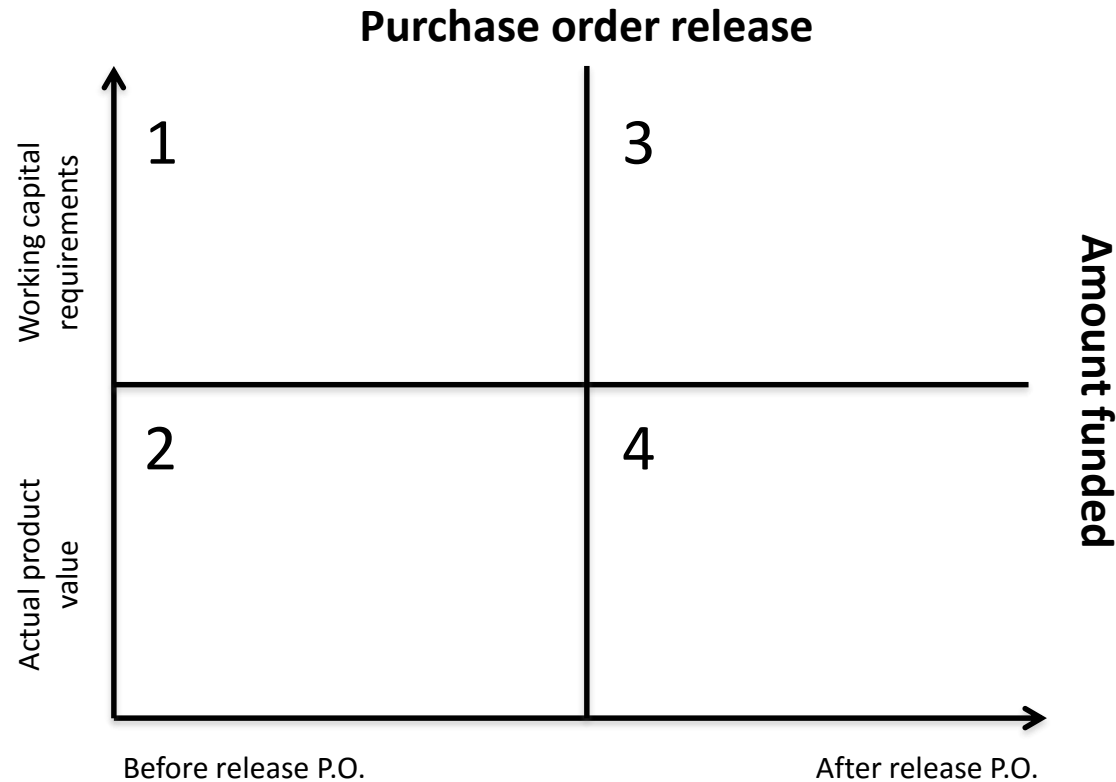 Purchase order release
Working capital
requirements
1
3
Amount funded
Actual product
value
2
4
Before release P.O.
After release P.O.